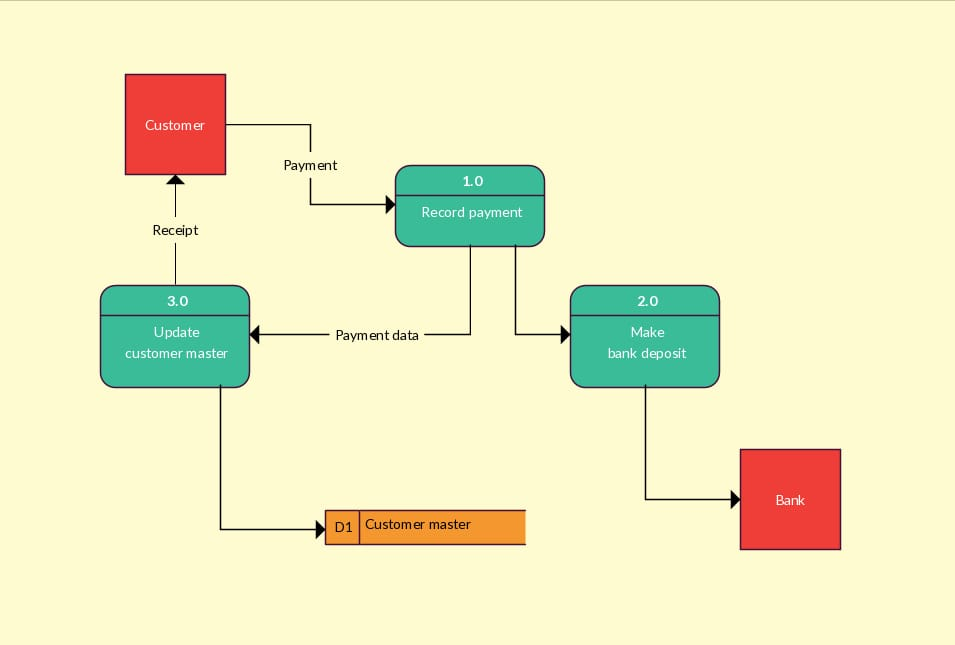 Customer
Payment
1.0
Record payment
Receipt
3.0
Update
customer master
Payment data
2.0
Make
bank deposit
Bank
D1 Customer master